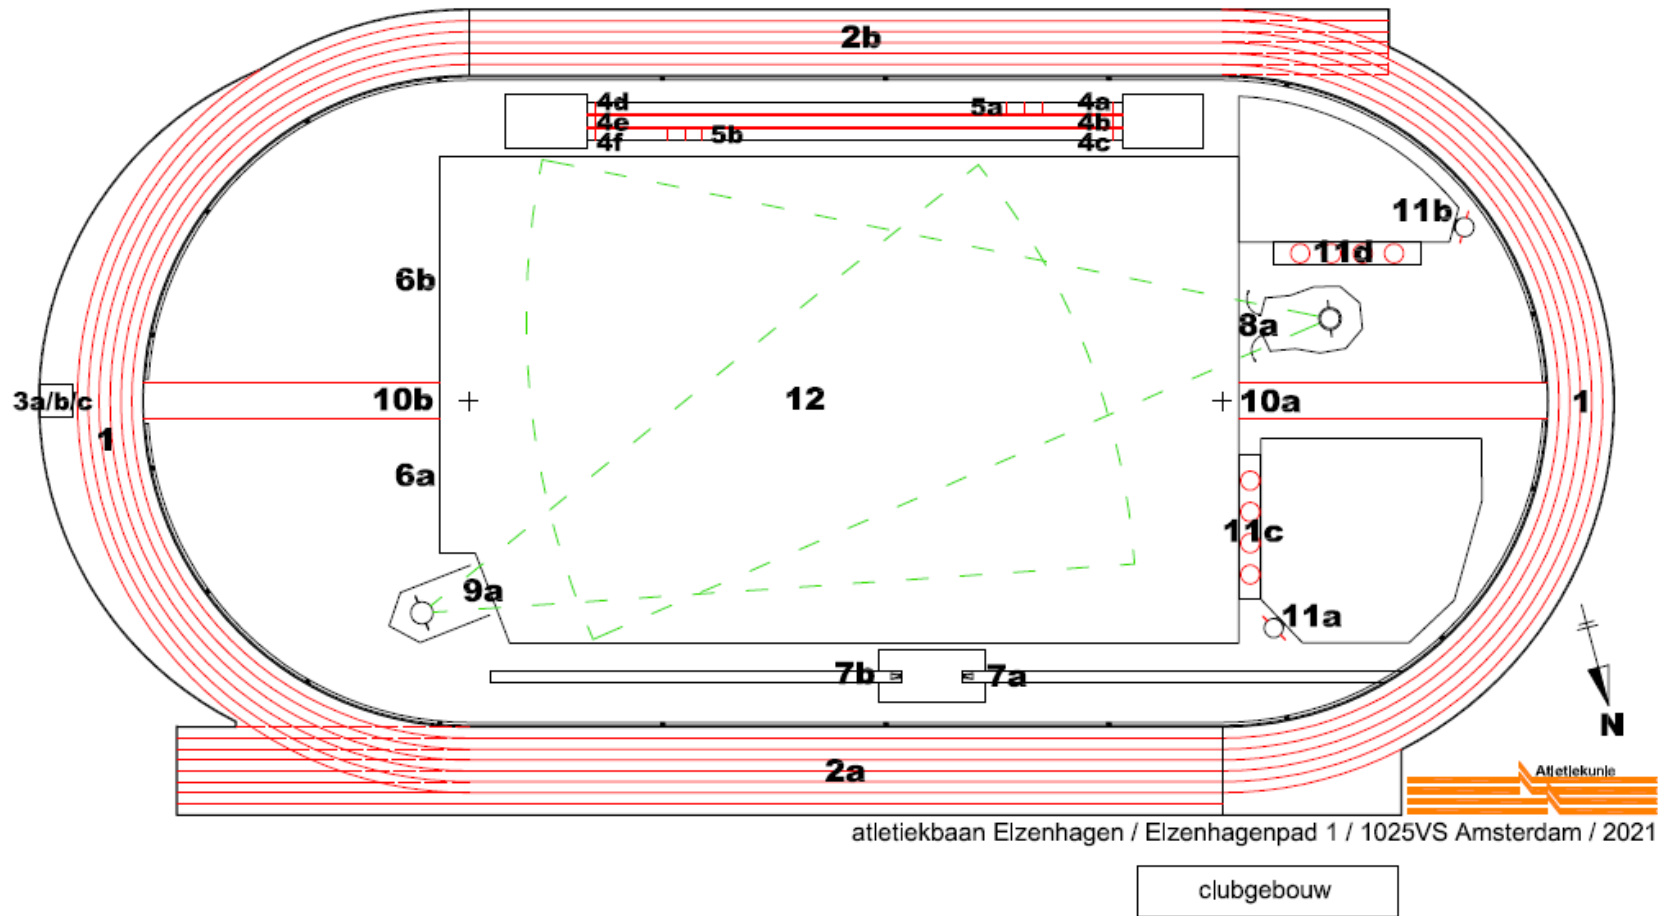 2b
4d
5a
4a
4e
4b
5b
4f
4c
11b
11d
6b
8a
3a/b/c
10b
12
10a
1
1
6a
11c
9a
11a
7b
7a
N
2a
Atletiekunie
atletiekbaan Elzenhagen / Elzenhagenpad 1 / 1025VS Amsterdam / 2021
clubgebouw